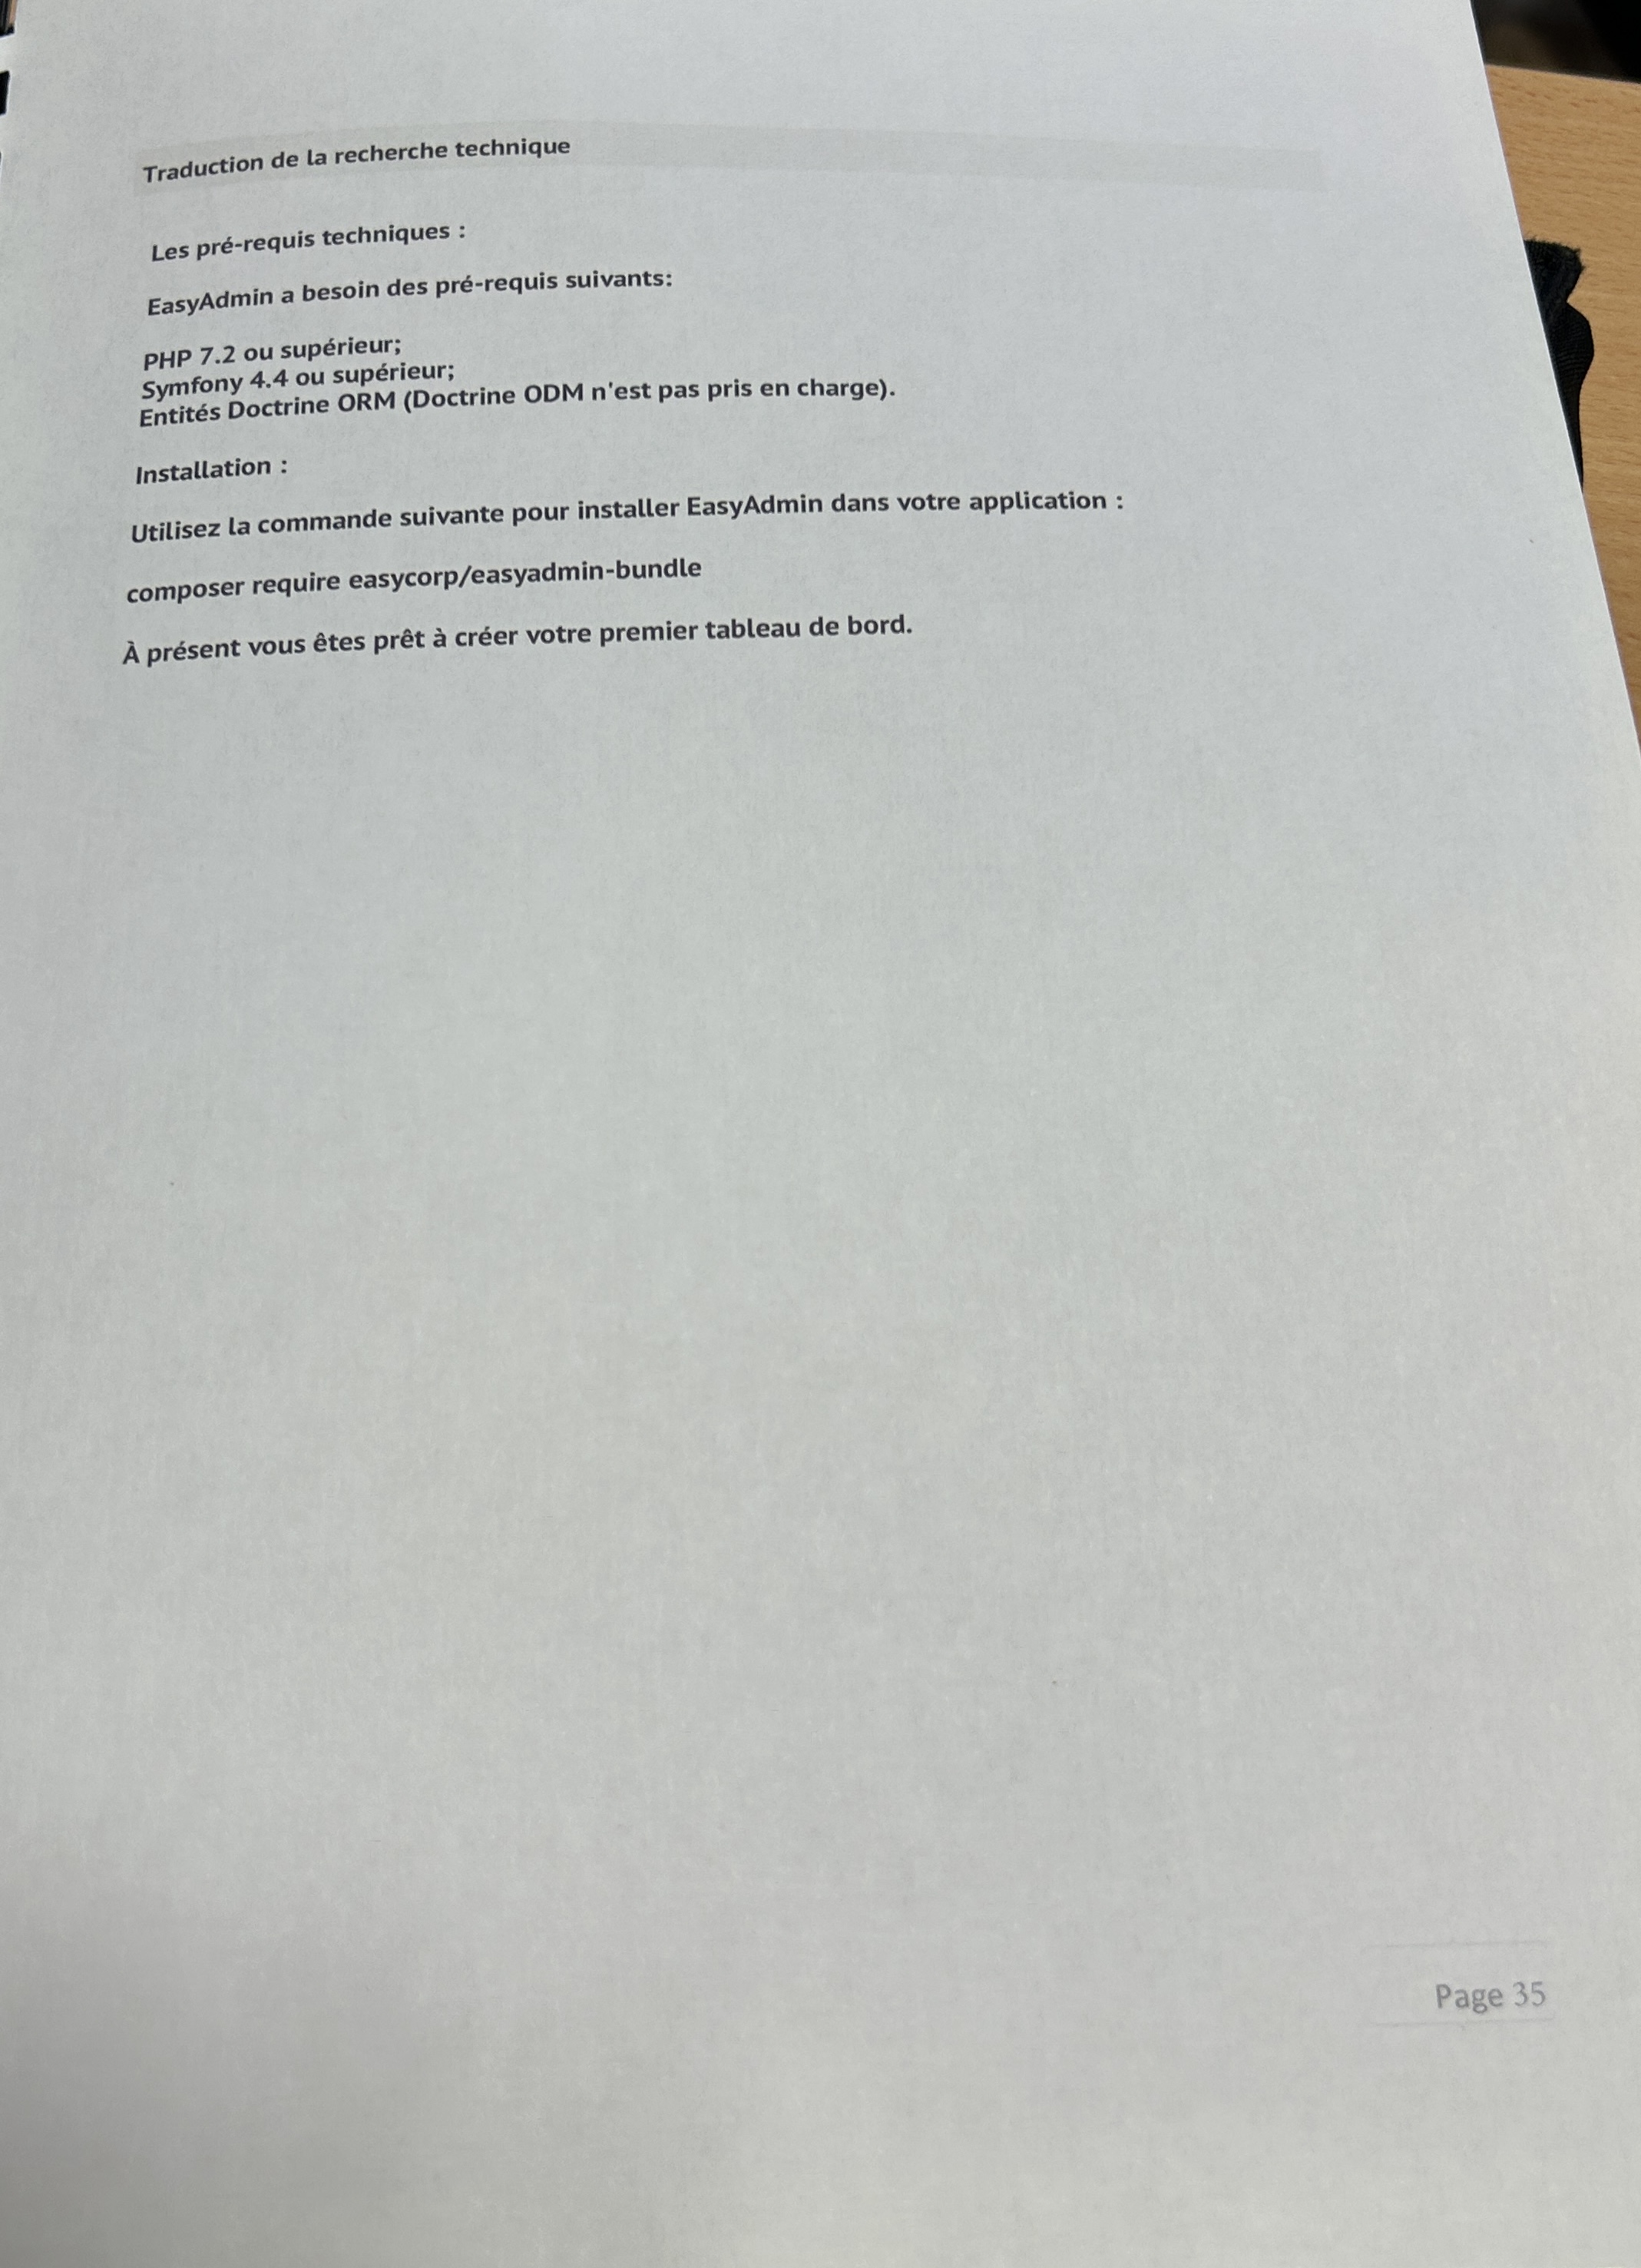 Traduction de la recherche technique
Les pré-requis techniques :
EasyAdmin a besoin des pré-requis suivants:
PHP 7.2 ou supérieur;
Symfony 4.4 ou supérieur;
Entités Doctrine ORM (Doctrine ODM n'est pas pris en charge).
Installation :
Utilisez la commande suivante pour installer EasyAdmin dans votre application :
composer require easycorp/easyadmin-bundle
À présent vous êtes prêt à créer votre premier tableau de bord.
Page 35